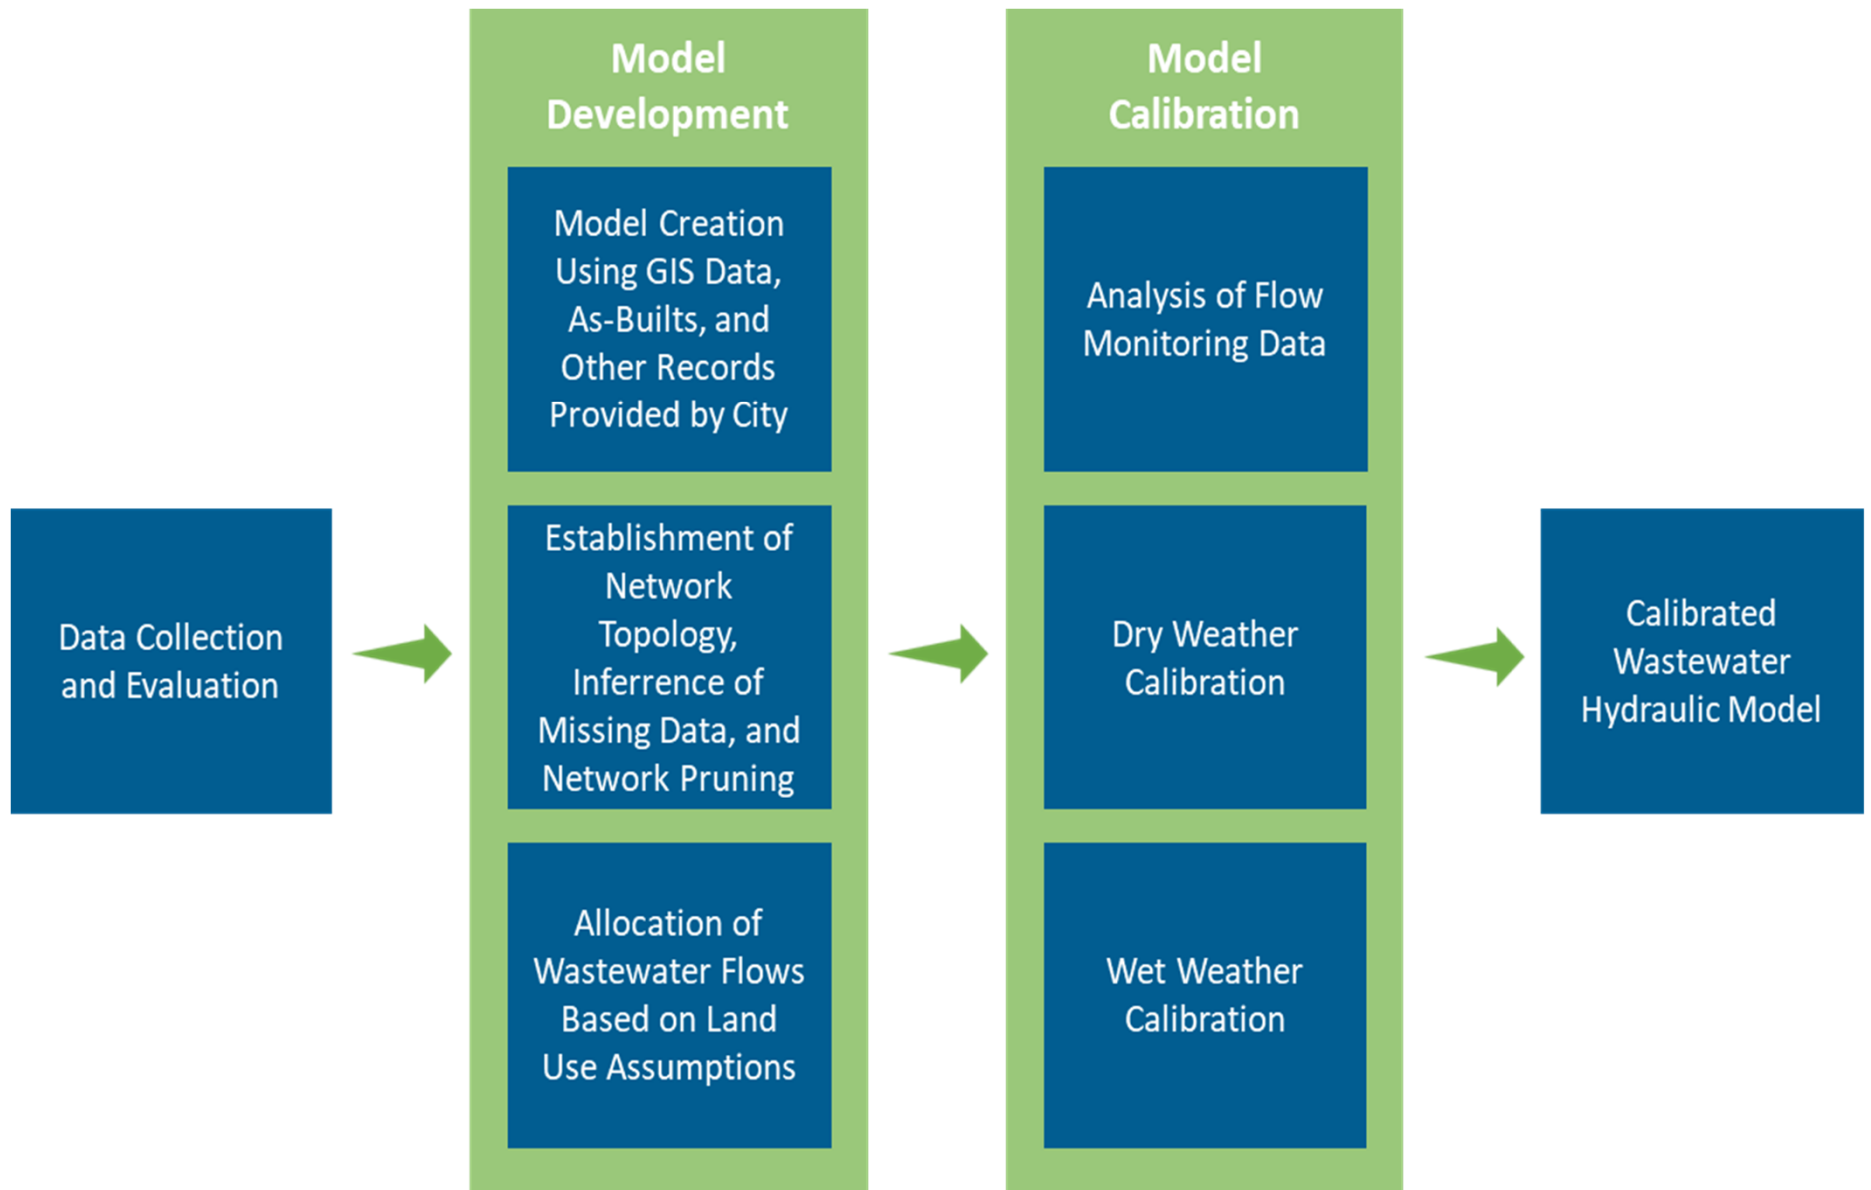 Data Collection
and Evaluation
Model
Development
Model Creation
Using GIS Data,
As-Builts, and
Other Records
Provided by City
Establishment of
Network
Topology,
Inferrence of
Missing Data, and
Network Pruning
Allocation of
Wastewater Flows
Based on Land
Use Assumptions
Model
Calibration
Analysis of Flow
Monitoring Data
Dry Weather
Calibration
Wet Weather
Calibration
Calibrated
Wastewater
Hydraulic Model